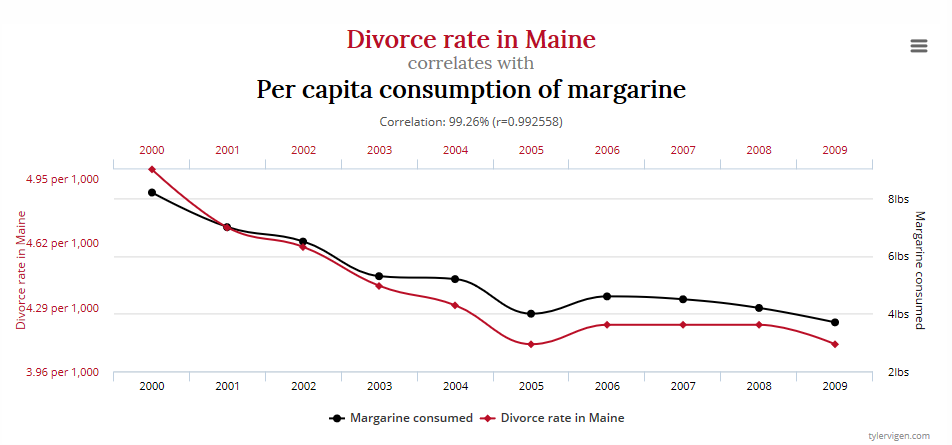 Divorce rate in Maine
correlates with
Per capita consumption of margarine
Correlation: 99.26% (r=0.992558)
2000 2001 2002 2003 2004 2005 2006 2007 2008 2009
Divorce rate in Maine
4.95 per 1,000
4.62 per 1,000
4.29 per 1,000
3.96 per 1,000
8lbs
6lbs
4lbs
2lbs
Margarine consumed
2000 2001 2002 2003 2004 2005 2006 2007 2008 2009
Margarine consumed Divorce rate in Maine
tylervigen.com